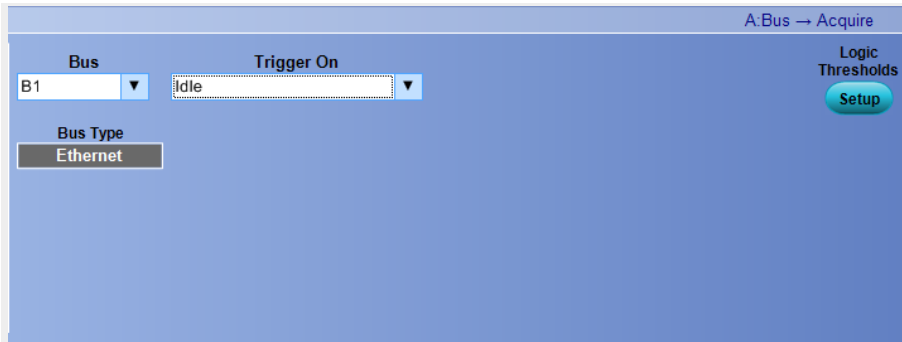 A:Bus → Acquire
Bus
Trigger On
Logic
Thresholds
B1
Idle
Setup
Bus Type
Ethernet